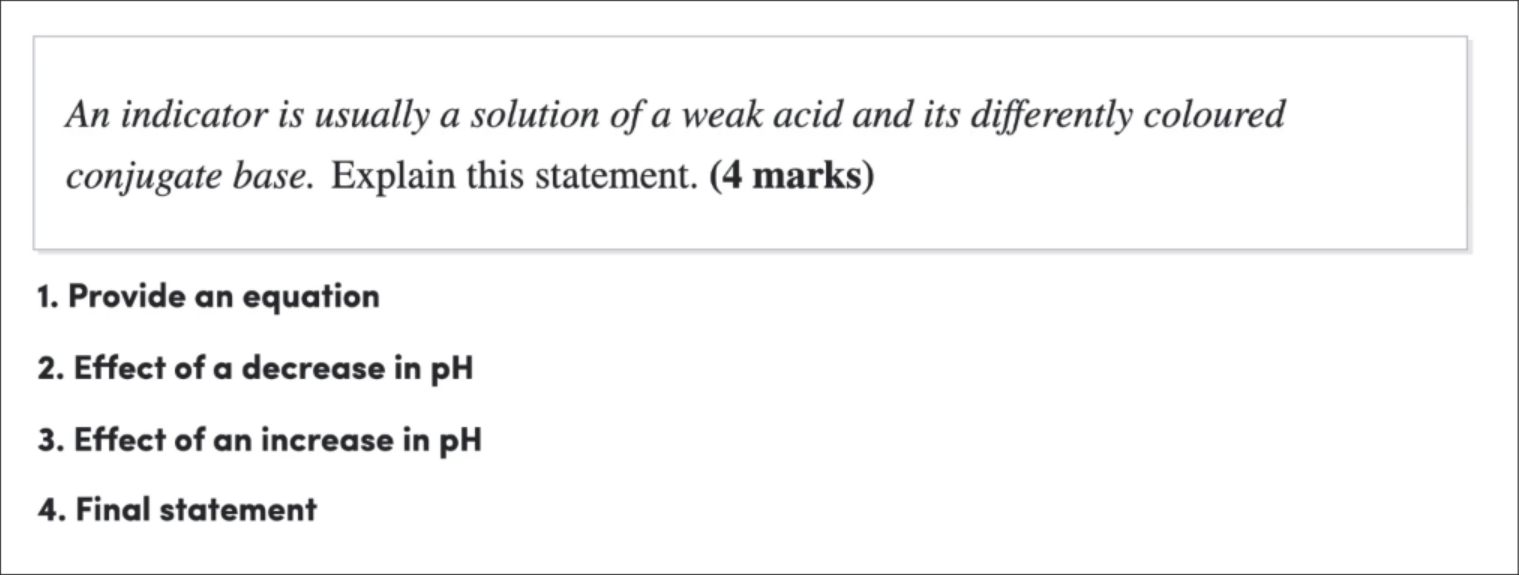 An indicator is usually a solution of a weak acid and its differently coloured
conjugate base. Explain this statement. (4 marks)
1. Provide an equation
2. Effect of a decrease in pH
3. Effect of an increase in pH
4. Final statement